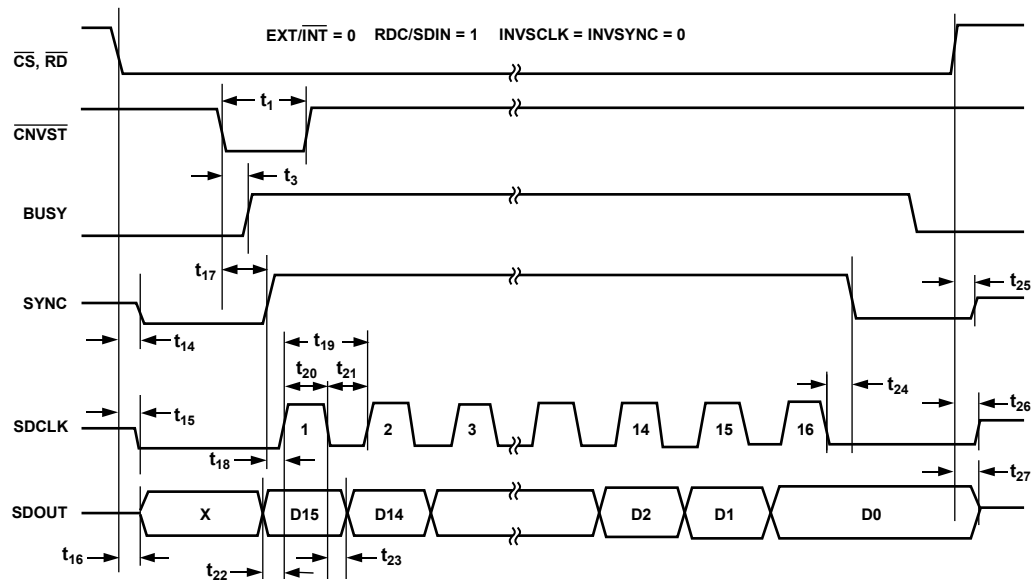 EXT/INT = 0 RDC/SDIN = 1 INVSCLK = INVSYNC = 0
CS, RD
t1
CNVST
t3
BUSY
t17
SYNC
t25
t14
t19
t20 t21
t24
t15
t26
SDCLK
1 2 3 14 15 16
t18
t27
SDOUT
X D15 D14 D2 D1 D0
t16
t22
t23